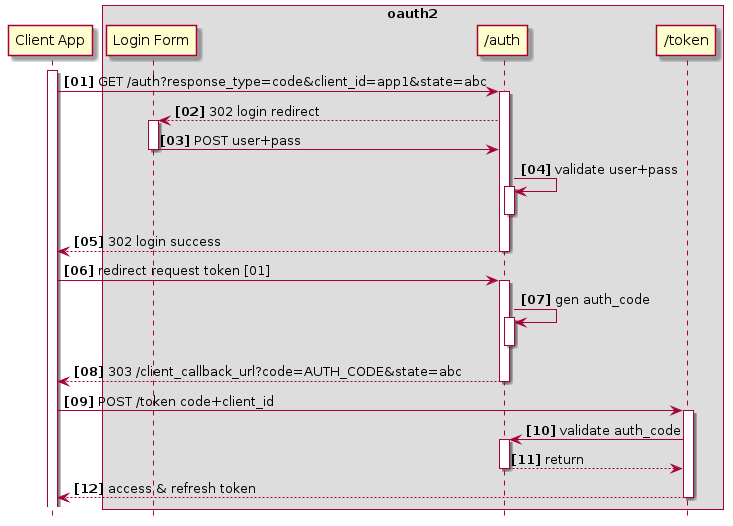 oauth2
Client App
Login Form
/auth
/token
[01] GET /auth?response_type=code&client_id=app1&state=abc
[02] 302 login redirect
[03] POST user+pass
[04] validate user+pass
[05] 302 login success
[06] redirect request token [01]
[07] gen auth_code
[08] 303 /client_callback_url?code=AUTH_CODE&state=abc
[09] POST /token code+client_id
[10] validate auth_code
[11] return
[12] access & refresh token